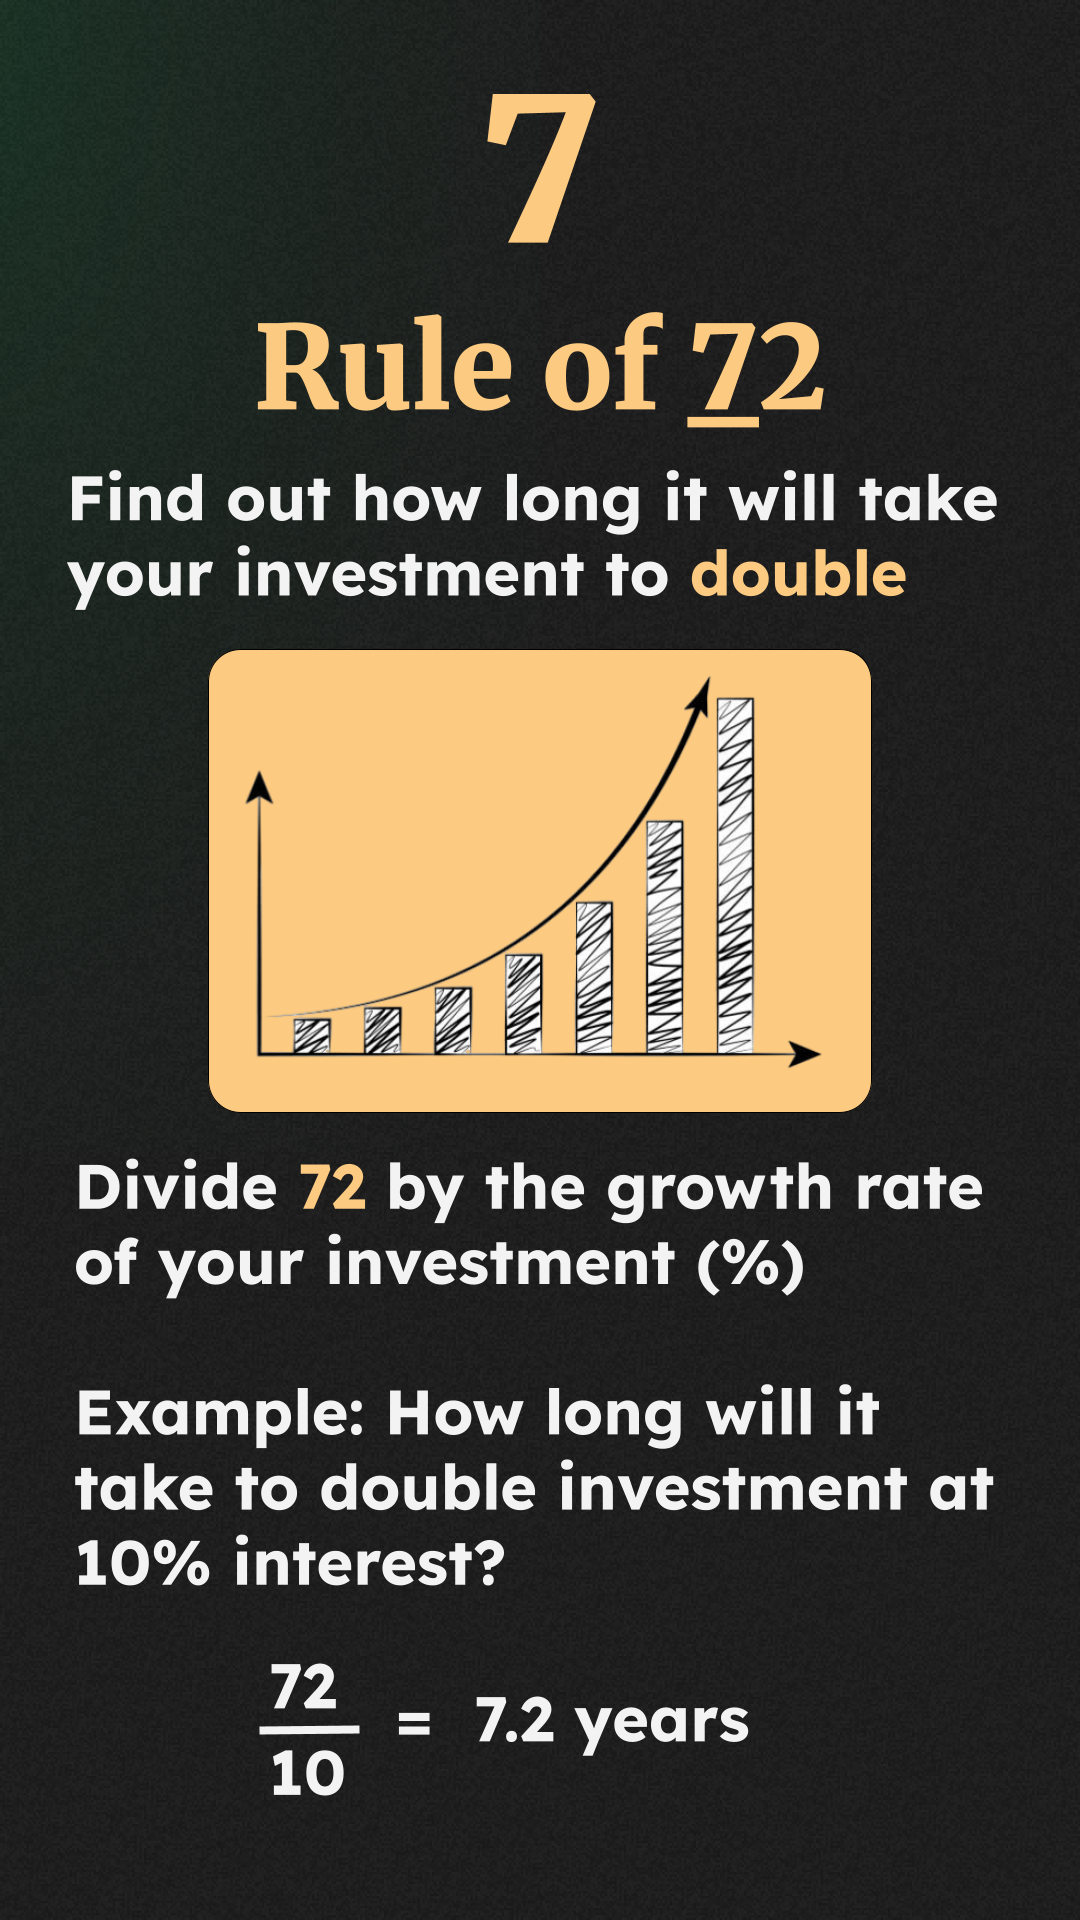 7
Rule of 72
Find out how long it will take
your investment to double
Divide 72 by the growth rate
of your investment (%)
Example: How long will it
take to double investment at
10% interest?
72
10
= 7.2 years